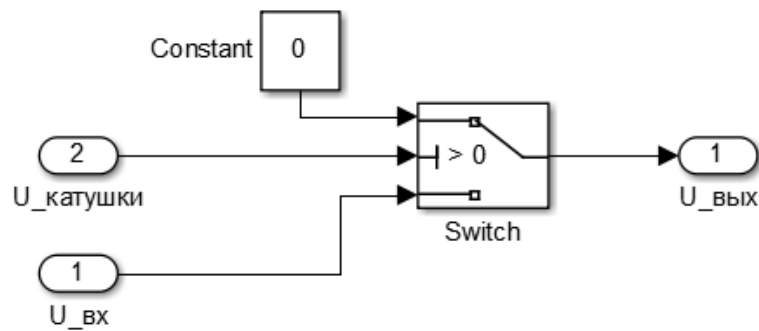 Constant
0
2
U_катушки
> 0
1
U_вых
Switch
1
U_вх